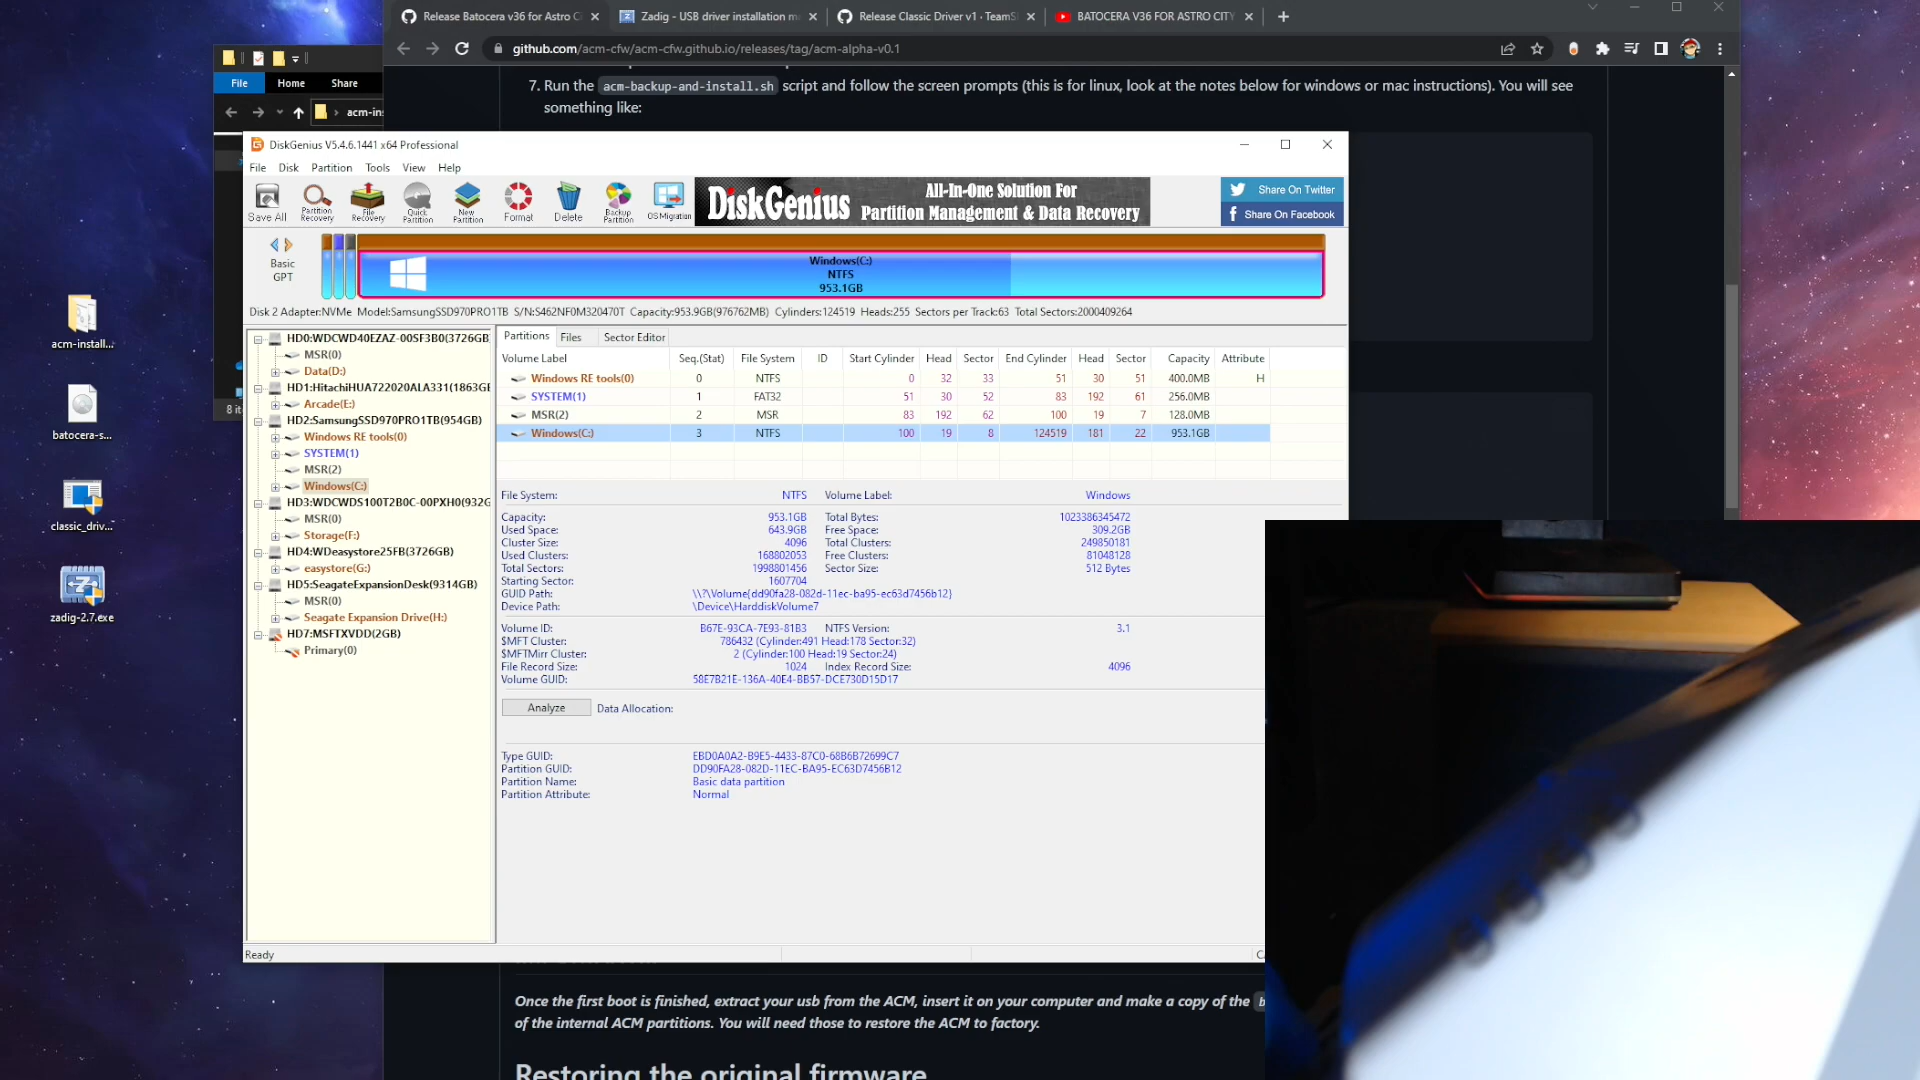 Release Batocera v36 for Astro C
Zadig - USB driver installation m
Release Classic Driver v1 · TeamS
BATOCERA V36 FOR ASTRO CITY
github.com/acm-cfw/acm-cfw.github.io/releases/tag/acm-alpha-v0.1
File Home Share
acm-in
7. Run the acm-backup-and-install.sh script and follow the screen prompts (this is for linux, look at the notes below for windows or mac instructions). You will see
something like:
DiskGenius V5.4.6.1441 x64 Professional
File Disk Partition Tools View Help
Save All
Partition Recovery
File Recovery
Quick Partition
New Partition
Format
Delete
Backup Partition
OS Migration
DiskGenius
All-In-One Solution For
Partition Management & Data Recovery
Share On Twitter
Share On Facebook
Basic
GPT
Windows(C:)
NTFS
953.1GB
Disk 2 Adapter:NVMe Model:SamsungSSD970PRO1TB S/N:S462NF0M320470T Capacity:953.9GB(976762MB) Cylinders:124519 Heads:255 Sectors per Track:63 Total Sectors:2000409264
HD0:WDCWD40EZAZ-00SF3B0(3726GB
MSR(0)
Data(D:)
HD1:HitachiHUA722020ALA331(1863GE
Arcade(E:)
HD2:SamsungSSD970PRO1TB(954GB)
Windows RE tools(0)
SYSTEM(1)
MSR(2)
Windows(C:)
HD3:WDCWDS100T2B0C-00PXH0(932G
MSR(0)
Storage(F:)
HD4:WDeasystore25FB(3726GB)
easystore(G:)
HD5:SeagateExpansionDesk(9314GB)
MSR(0)
Seagate Expansion Drive(H:)
HD7:MSFTXVDD(2GB)
Primary(0)
Partitions Files Sector Editor
Volume Label Seq.(Stat) File System ID Start Cylinder Head Sector End Cylinder Head Sector Capacity Attribute
Windows RE tools(0) 0 NTFS 0 32 33 51 30 51 400.0MB H
SYSTEM(1) 1 FAT32 51 30 52 83 192 61 256.0MB
MSR(2) 2 MSR 83 192 62 100 19 7 128.0MB
Windows(C:) 3 NTFS 100 19 8 124519 181 22 953.1GB
File System: NTFS Volume Label: Windows
Capacity: 953.1GB Total Bytes: 1023386345472
Used Space: 643.9GB Free Space: 309.2GB
Cluster Size: 4096 Total Clusters: 249850181
Used Clusters: 168802053 Free Clusters: 81048128
Total Sectors: 1998801456 Sector Size: 512 Bytes
Starting Sector: 1607704
GUID Path: \\?\Volume{dd90fa28-082d-11ec-ba95-ec63d7456b12}
Device Path: \Device\HarddiskVolume7
Volume ID: B67E-93CA-7E93-81B3 NTFS Version: 3.1
$MFT Cluster: 786432 (Cylinder:491 Head:178 Sector:32)
$MFTMirr Cluster: 2 (Cylinder:100 Head:19 Sector:24)
File Record Size: 1024 Index Record Size: 4096
Volume GUID: 58E7B21E-136A-40E4-BB57-DCE730D15D17
Analyze Data Allocation:
Type GUID: EBD0A0A2-B9E5-4433-87C0-68B6B72699C7
Partition GUID: DD90FA28-082D-11EC-BA95-EC63D7456B12
Partition Name: Basic data partition
Partition Attribute: Normal
Ready
acm-install...
batocera-s...
classic_driv...
zadig-2.7.exe
8 it
Once the first boot is finished, extract your usb from the ACM, insert it on your computer and make a copy of the b
of the internal ACM partitions. You will need those to restore the ACM to factory.
Restoring the original firmware